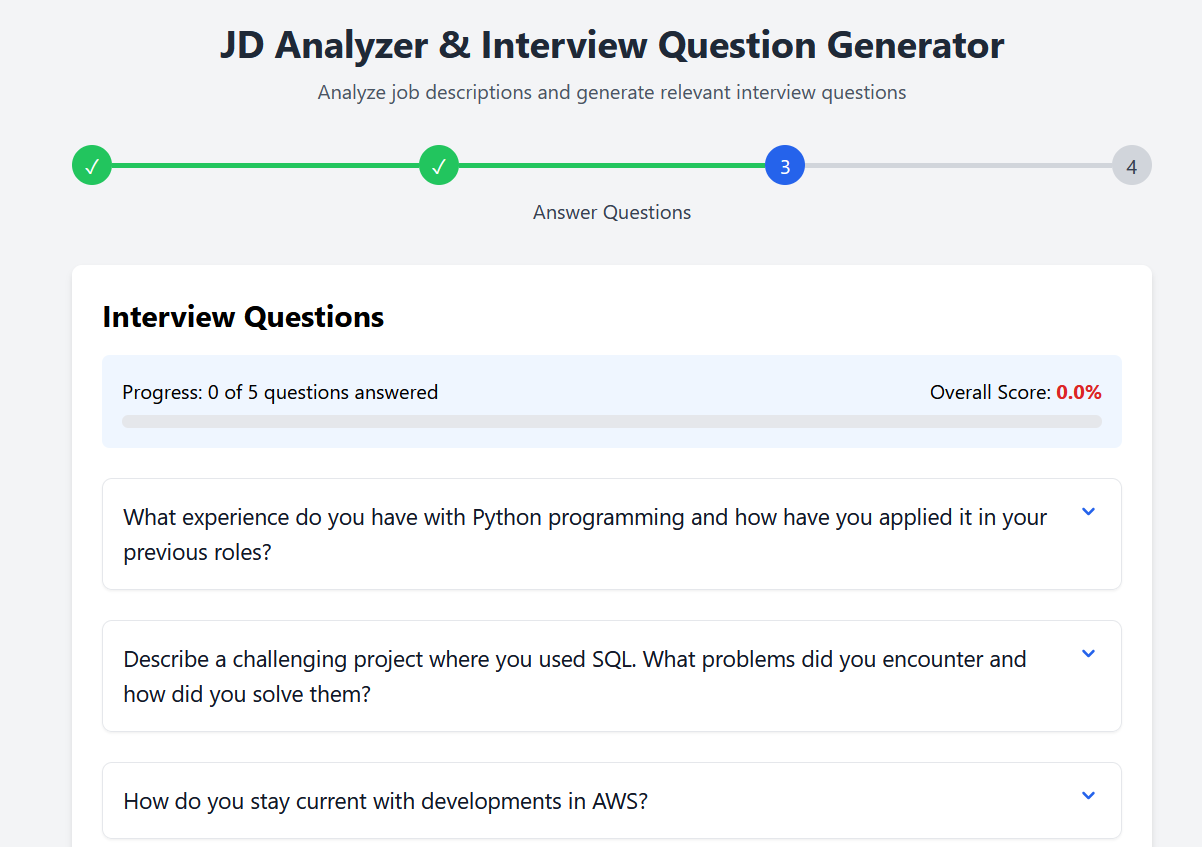 JD Analyzer & Interview Question Generator
Analyze job descriptions and generate relevant interview questions
✓ ✓ 3 4
Answer Questions
Interview Questions
Progress: 0 of 5 questions answered Overall Score: 0.0%
What experience do you have with Python programming and how have you applied it in your
previous roles?
Describe a challenging project where you used SQL. What problems did you encounter and
how did you solve them?
How do you stay current with developments in AWS?